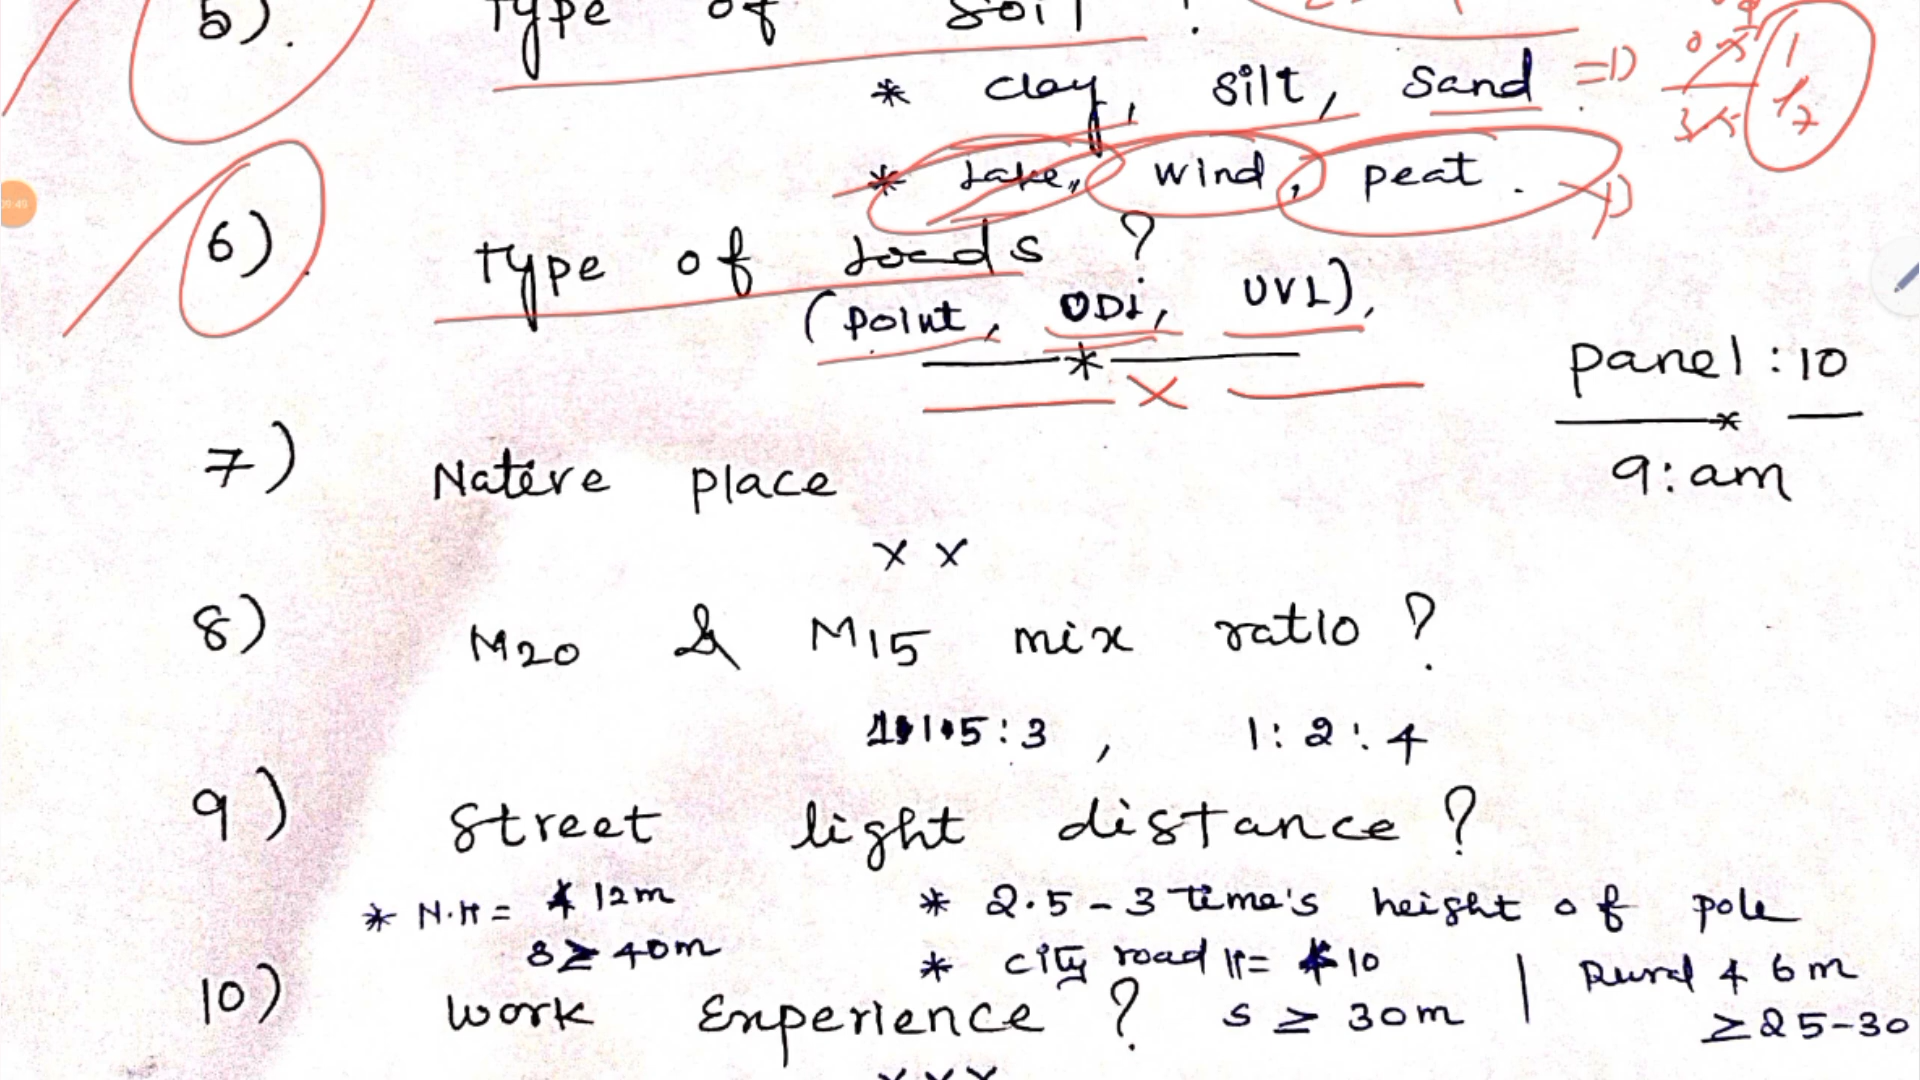 5). Type of soil ?
* clay, silt, sand =D
* Lake, wind, peat.
6) Type of loads ?
(Point, UDL, UVL),
*
x
panel : 10
9: am
7) Native place
x x
8) M20 & M15 mix ratio ?
1:1.5:3, 1:2:4
9) Street light distance ?
* N.H = ≮ 12m
S ≥ 40m
* 2.5-3 time's height of pole
* city road H= ≮ 10 | Rural ≮ 6m
S ≥ 30m | ≥ 25-30
10) Work Experience ?
x x x
09:49